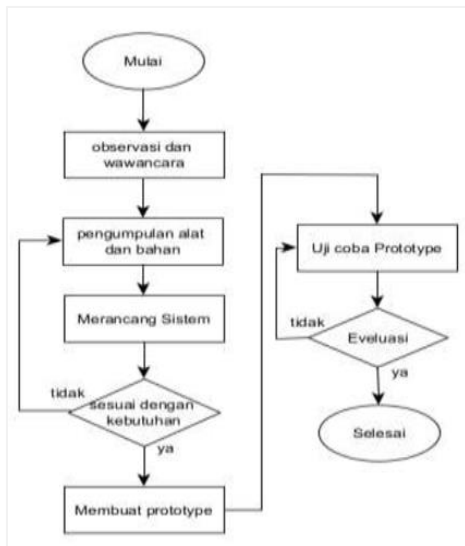 Mulai
observasi dan
wawancara
pengumpulan alat
dan bahan
Merancang Sistem
tidak
sesuai dengan
kebutuhan
ya
Membuat prototype
Uji coba Prototype
tidak
Eveluasi
ya
Selesai